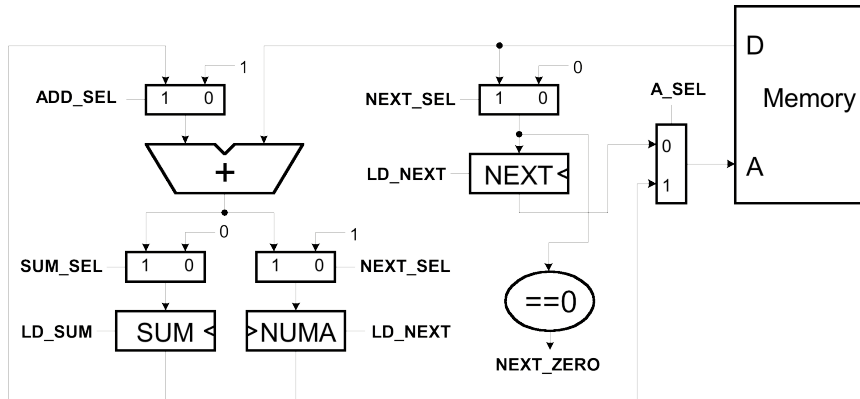 D
1
0
ADD_SEL
1 0
NEXT_SEL
1 0
A_SEL
Memory
+
LD_NEXT
NEXT
0
1
A
0
1
SUM_SEL
1 0
1 0
NEXT_SEL
==0
LD_SUM
SUM
NUMA
LD_NEXT
NEXT_ZERO